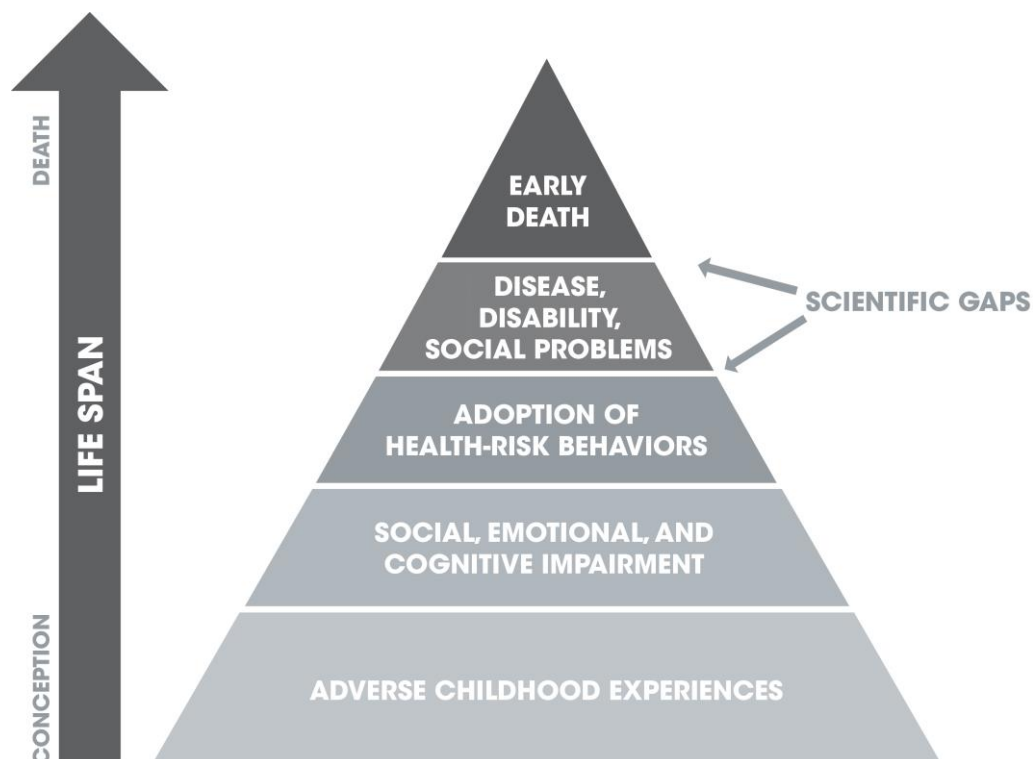 DEATH
LIFE SPAN
CONCEPTION
EARLY
DEATH
DISEASE,
DISABILITY,
SOCIAL PROBLEMS
SCIENTIFIC GAPS
ADOPTION OF
HEALTH-RISK BEHAVIORS
SOCIAL, EMOTIONAL, AND
COGNITIVE IMPAIRMENT
ADVERSE CHILDHOOD EXPERIENCES